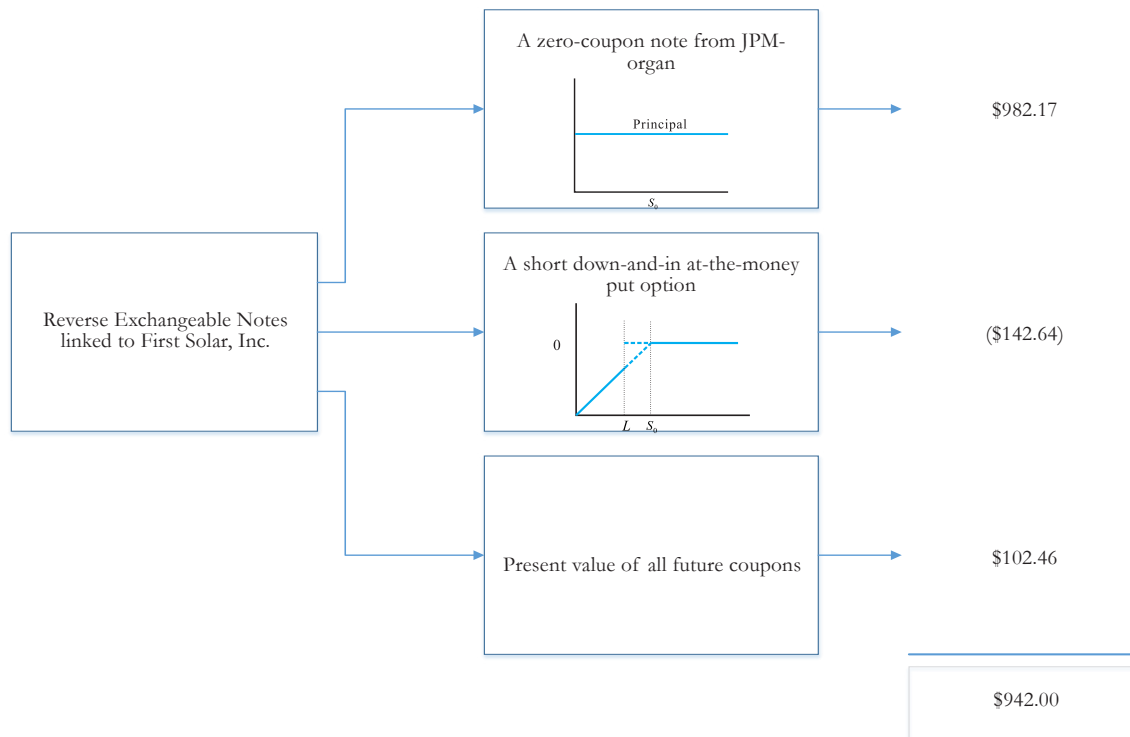 A zero-coupon note from JPM-
organ
Principal
S₀
$982.17
Reverse Exchangeable Notes
linked to First Solar, Inc.
A short down-and-in at-the-money
put option
0
L S₀
($142.64)
Present value of all future coupons
$102.46
$942.00